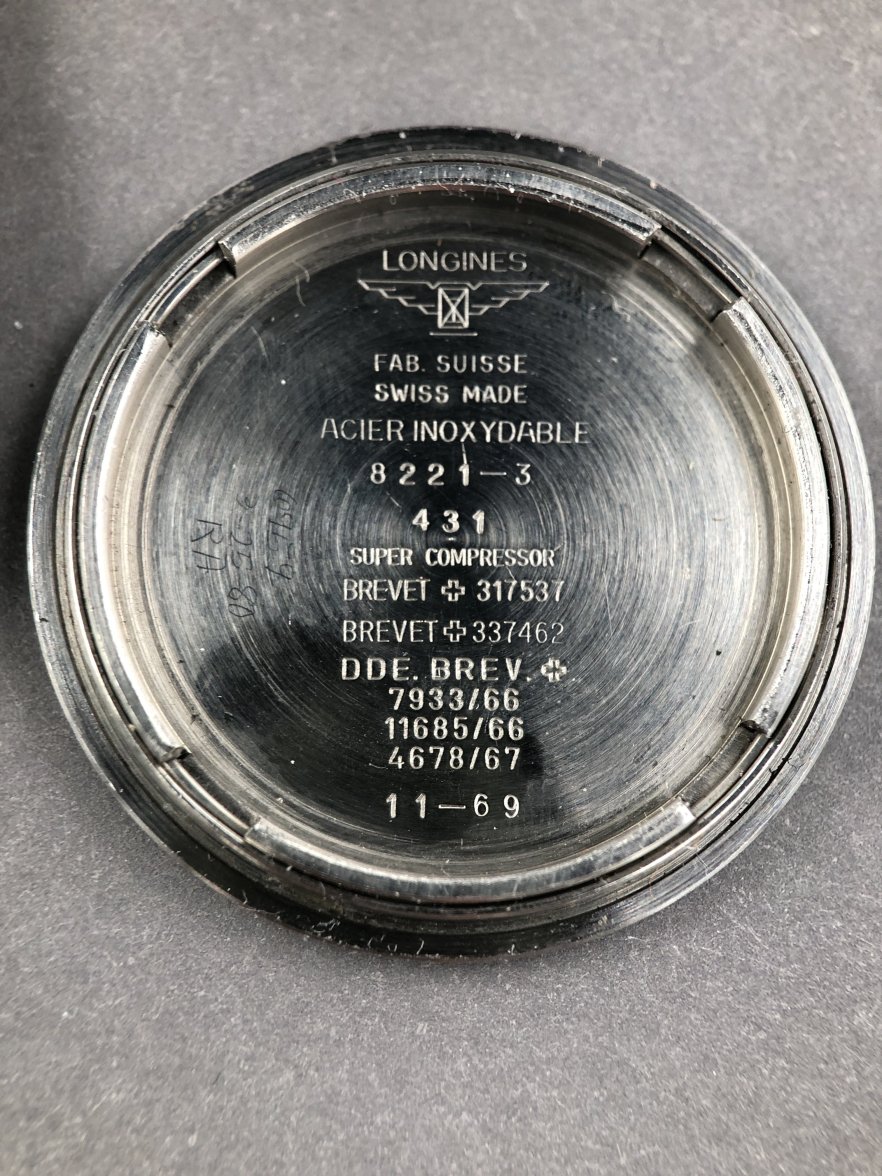 LONGINES
FAB. SUISSE
SWISS MADE
ACIER INOXYDABLE
8221-3
431
SUPER COMPRESSOR
BREVET ✚ 317537
BREVET ✚ 337462
DDE. BREV. ✚
7933/66
11685/66
4678/67
11-69